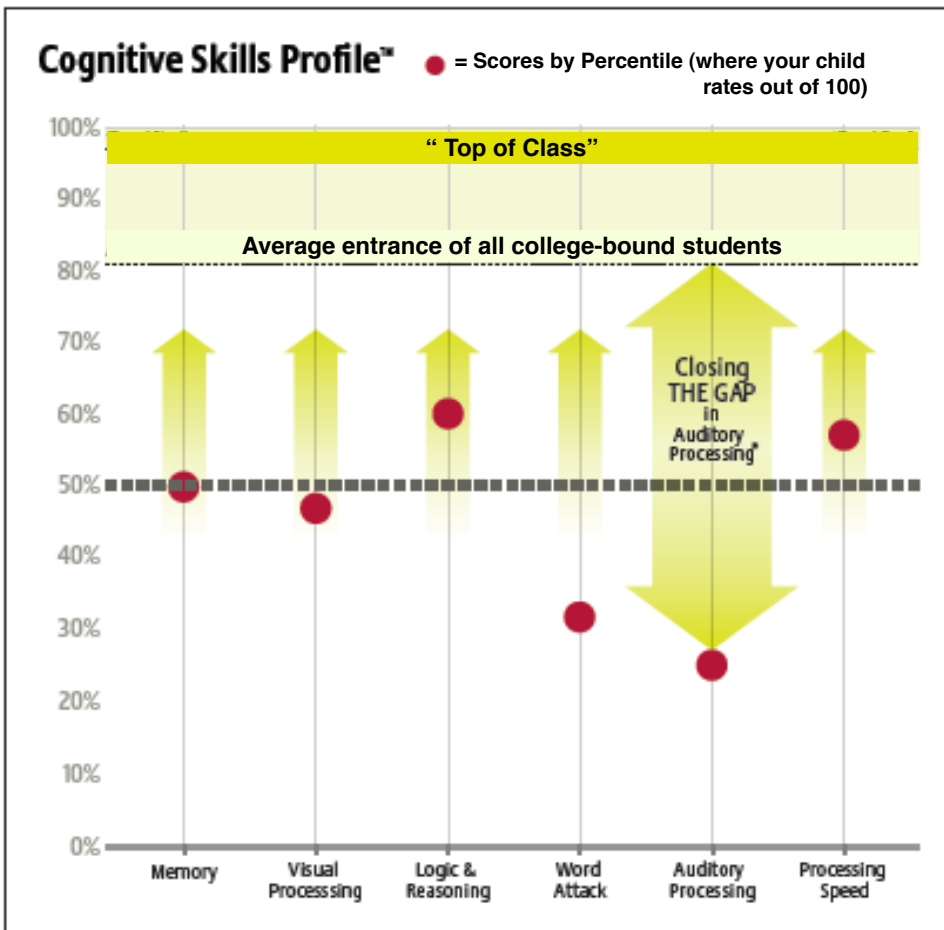 Cognitive Skills Profile™
= Scores by Percentile (where your child
rates out of 100)
100%
“ Top of Class”
90%
Average entrance of all college-bound students
80%
70%
Closing
THE GAP
in
Auditory
Processing*
60%
50%
40%
30%
20%
10%
0%
Memory
Visual
Processsing
Logic &
Reasoning
Word
Attack
Auditory
Processing
Processing
Speed